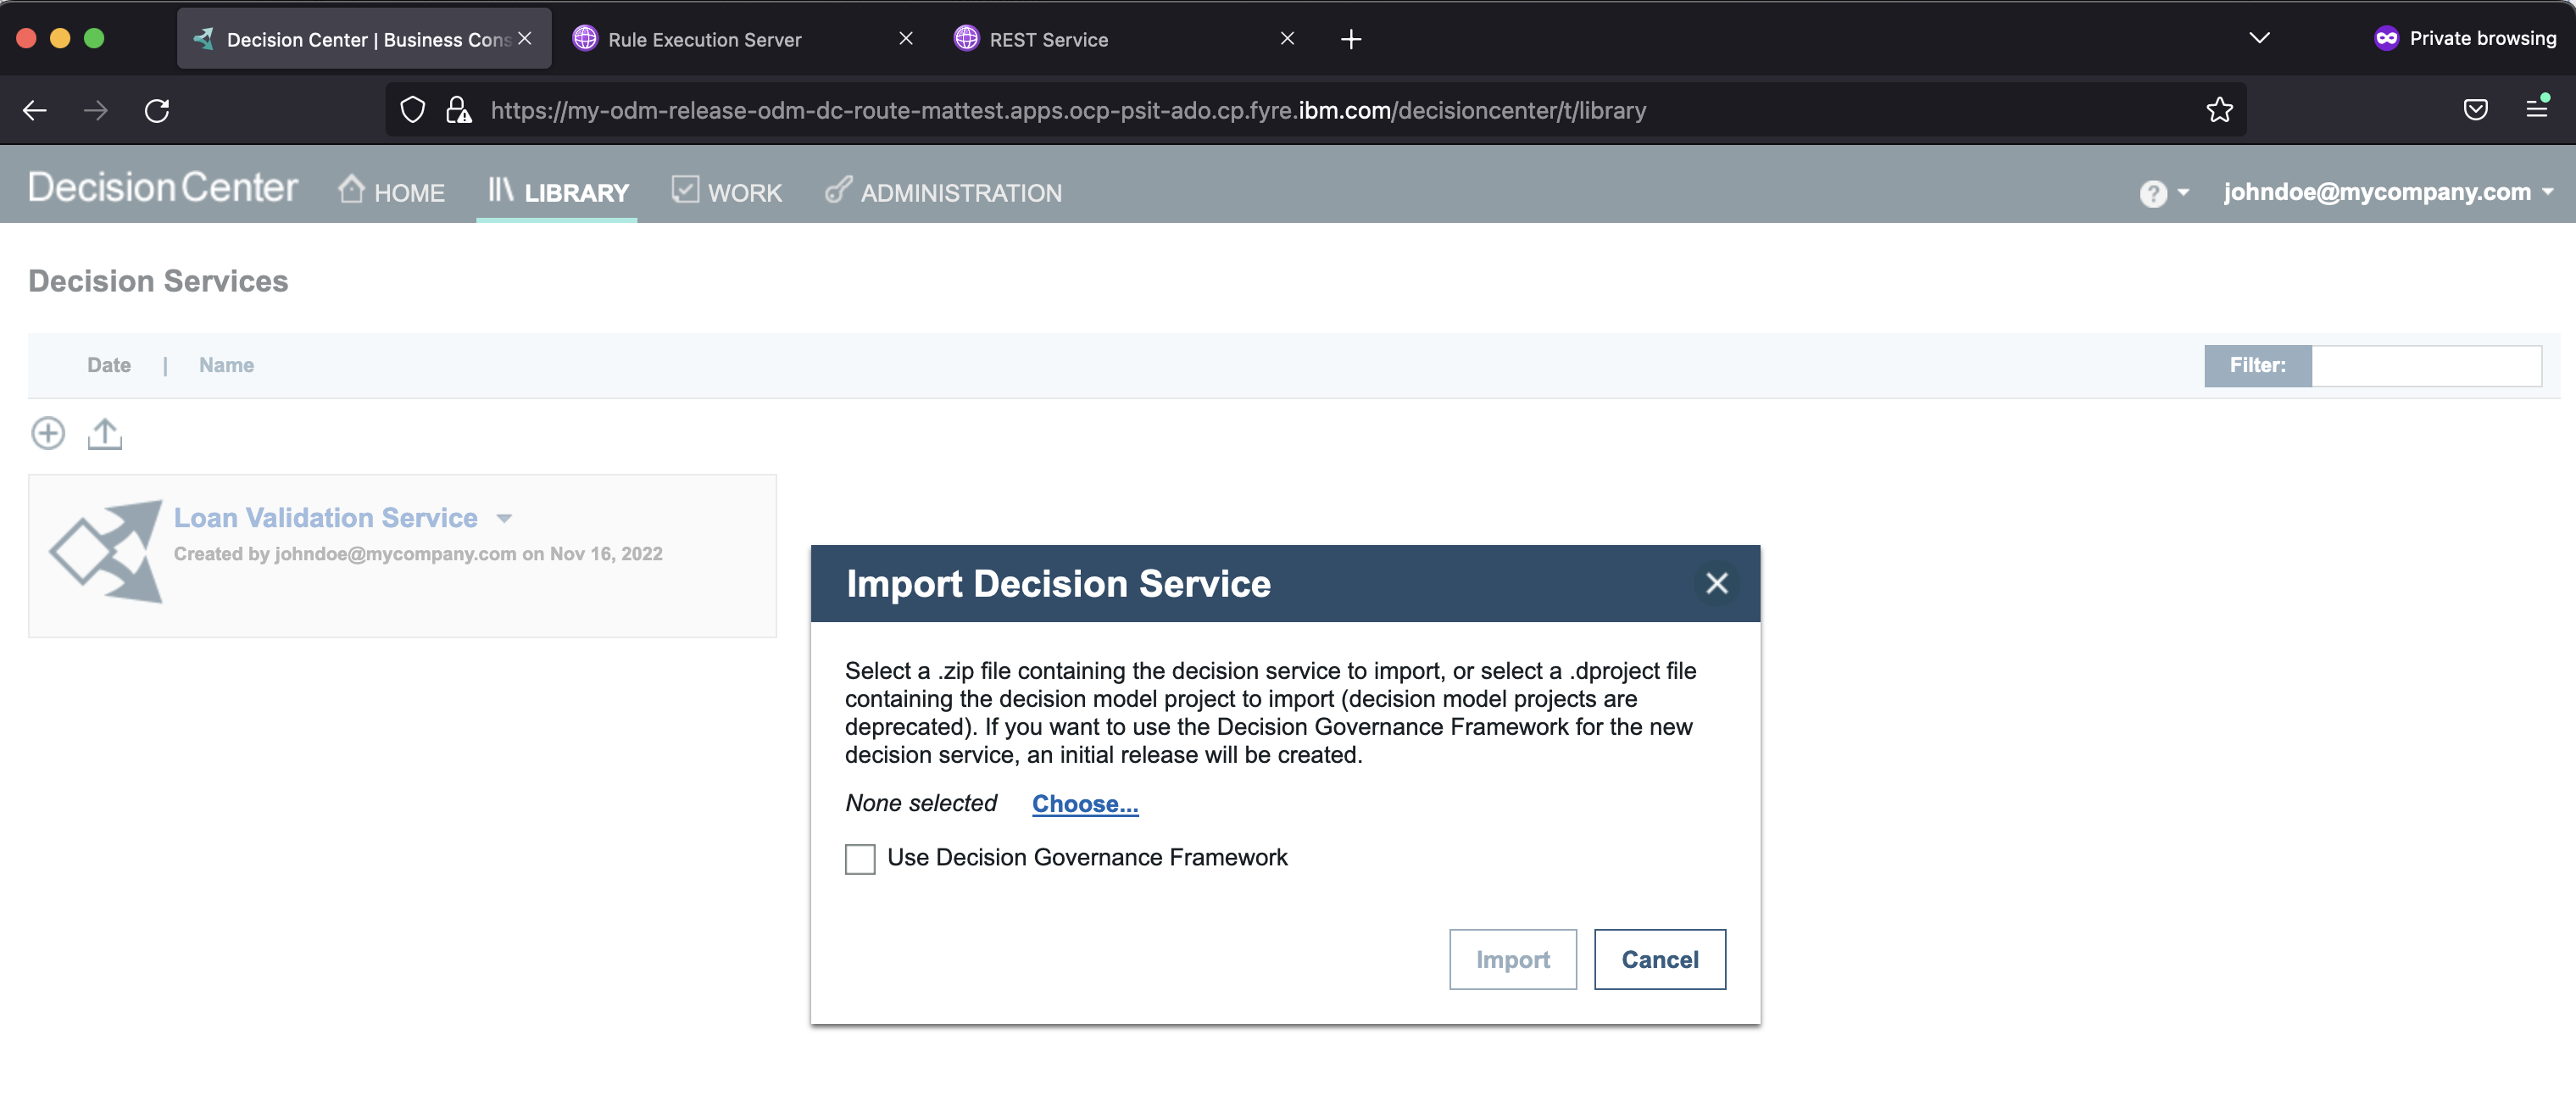 Decision Center | Business Cons
Rule Execution Server
REST Service
Private browsing
https://my-odm-release-odm-dc-route-mattest.apps.ocp-psit-ado.cp.fyre.ibm.com/decisioncenter/t/library
Decision Center
HOME
LIBRARY
WORK
ADMINISTRATION
?
johndoe@mycompany.com
Decision Services
Date | Name
Filter:
Loan Validation Service
Created by johndoe@mycompany.com on Nov 16, 2022
Import Decision Service
Select a .zip file containing the decision service to import, or select a .dproject file
containing the decision model project to import (decision model projects are
deprecated). If you want to use the Decision Governance Framework for the new
decision service, an initial release will be created.
None selected Choose...
Use Decision Governance Framework
Import
Cancel